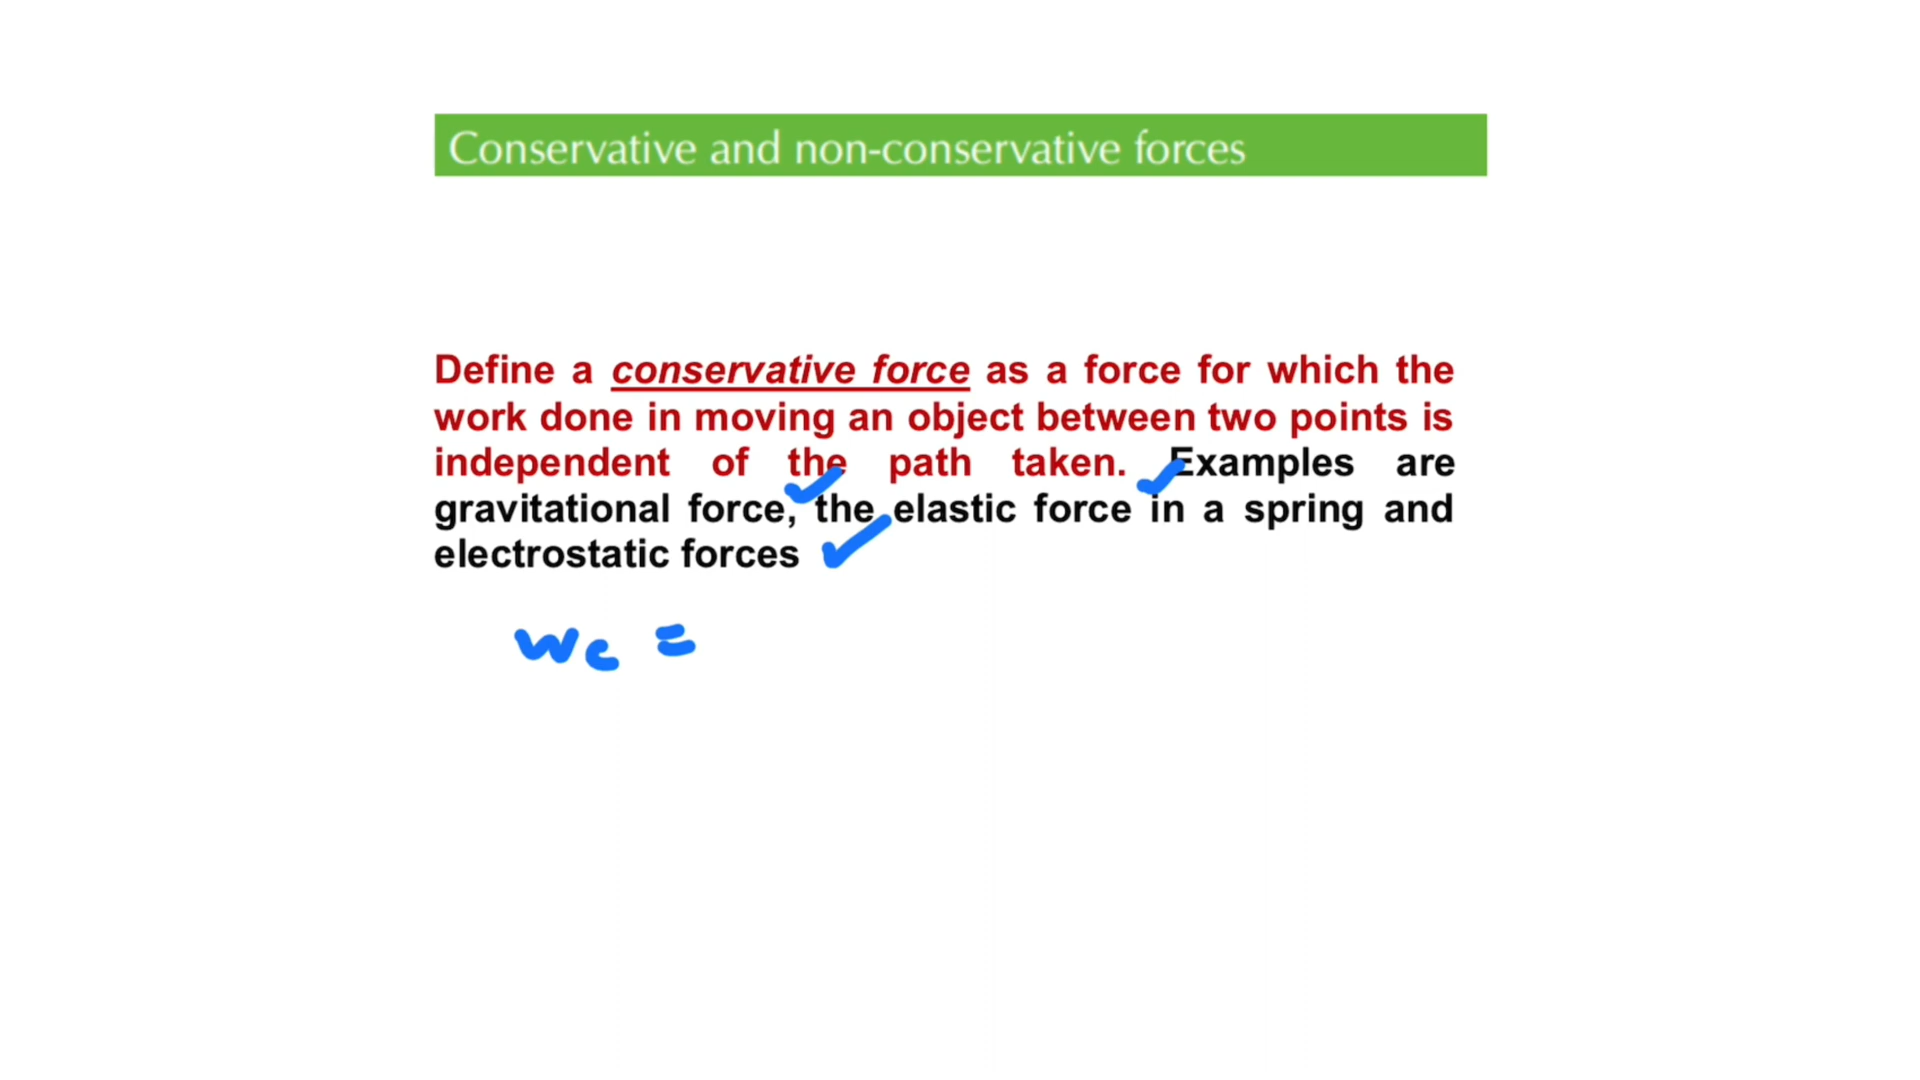 Conservative and non-conservative forces
Define a conservative force as a force for which the
work done in moving an object between two points is
independent of the path taken. Examples are
gravitational force, the elastic force in a spring and
electrostatic forces
Wc =